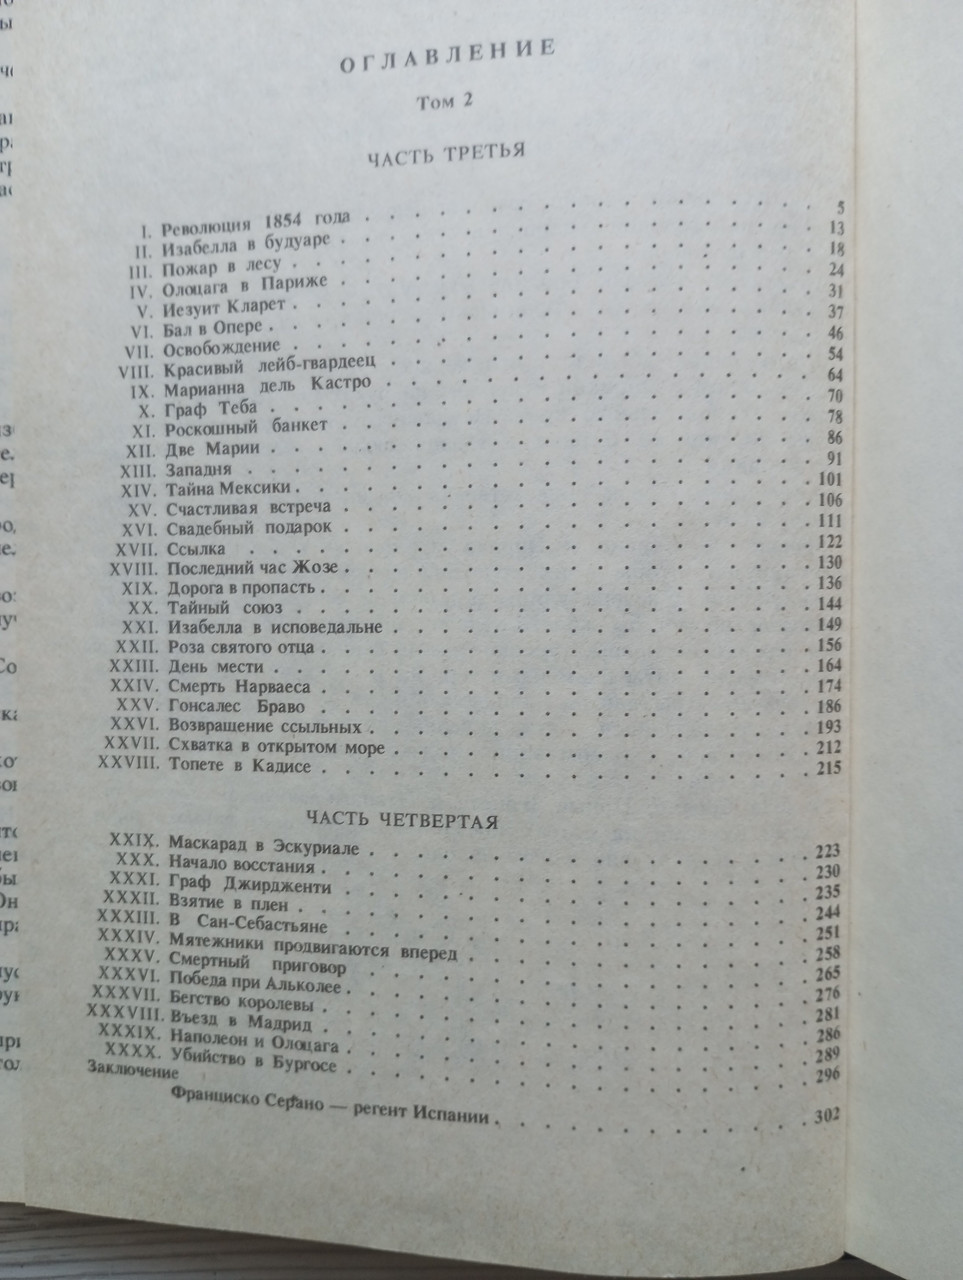 ОГЛАВЛЕНИЕ
Том 2
ЧАСТЬ ТРЕТЬЯ
I. Революция 1854 года . . . . . . . . . . 5
II. Изабелла в будуаре . . . . . . . . . . 13
III. Пожар в лесу . . . . . . . . . . 18
IV. Олоцага в Париже . . . . . . . . . . 24
V. Иезуит Кларет . . . . . . . . . . 31
VI. Бал в Опере . . . . . . . . . . 37
VII. Освобождение . . . . . . . . . . 46
VIII. Красивый лейб-гвардеец . . . . . . . . . . 54
IX. Марианна дель Кастро . . . . . . . . . . 64
X. Граф Теба . . . . . . . . . . 70
XI. Роскошный банкет . . . . . . . . . . 78
XII. Две Марии . . . . . . . . . . 86
XIII. Западня . . . . . . . . . . 91
XIV. Тайна Мексики . . . . . . . . . . 101
XV. Счастливая встреча . . . . . . . . . . 106
XVI. Свадебный подарок . . . . . . . . . . 111
XVII. Ссылка . . . . . . . . . . 122
XVIII. Последний час Жозе . . . . . . . . . . 130
XIX. Дорога в пропасть . . . . . . . . . . 136
XX. Тайный союз . . . . . . . . . . 144
XXI. Изабелла в исповедальне . . . . . . . . . . 149
XXII. Роза святого отца . . . . . . . . . . 156
XXIII. День мести . . . . . . . . . . 164
XXIV. Смерть Нарваеса . . . . . . . . . . 174
XXV. Гонсалес Браво . . . . . . . . . . 186
XXVI. Возвращение ссыльных . . . . . . . . . . 193
XXVII. Схватка в открытом море . . . . . . . . . . 212
XXVIII. Топете в Кадисе . . . . . . . . . . 215
ЧАСТЬ ЧЕТВЕРТАЯ
XXIX. Маскарад в Эскуриале . . . . . . . . . . 223
XXX. Начало восстания . . . . . . . . . . 230
XXXI. Граф Джирдженти . . . . . . . . . . 235
XXXII. Взятие в плен . . . . . . . . . . 244
XXXIII. В Сан-Себастьяне . . . . . . . . . . 251
XXXIV. Мятежники продвигаются вперед . . . . . . . . . . 258
XXXV. Смертный приговор . . . . . . . . . . 265
XXXVI. Победа при Альколее . . . . . . . . . . 276
XXXVII. Бегство королевы . . . . . . . . . . 281
XXXVIII. Въезд в Мадрид . . . . . . . . . . 286
XXXIX. Наполеон и Олоцага . . . . . . . . . . 289
XXXX. Убийство в Бургосе . . . . . . . . . . 296
Заключение
Франциско Серано — регент Испании . . . . . . . . . . 302